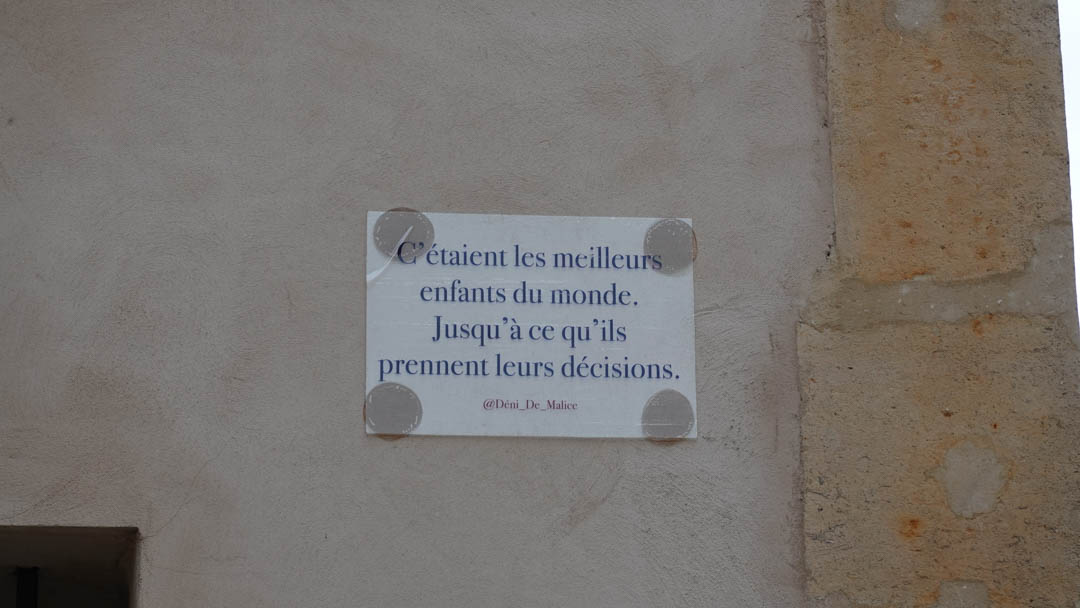 C'étaient les meilleurs
enfants du monde.
Jusqu'à ce qu'ils
prennent leurs décisions.
@Déni_De_Malice